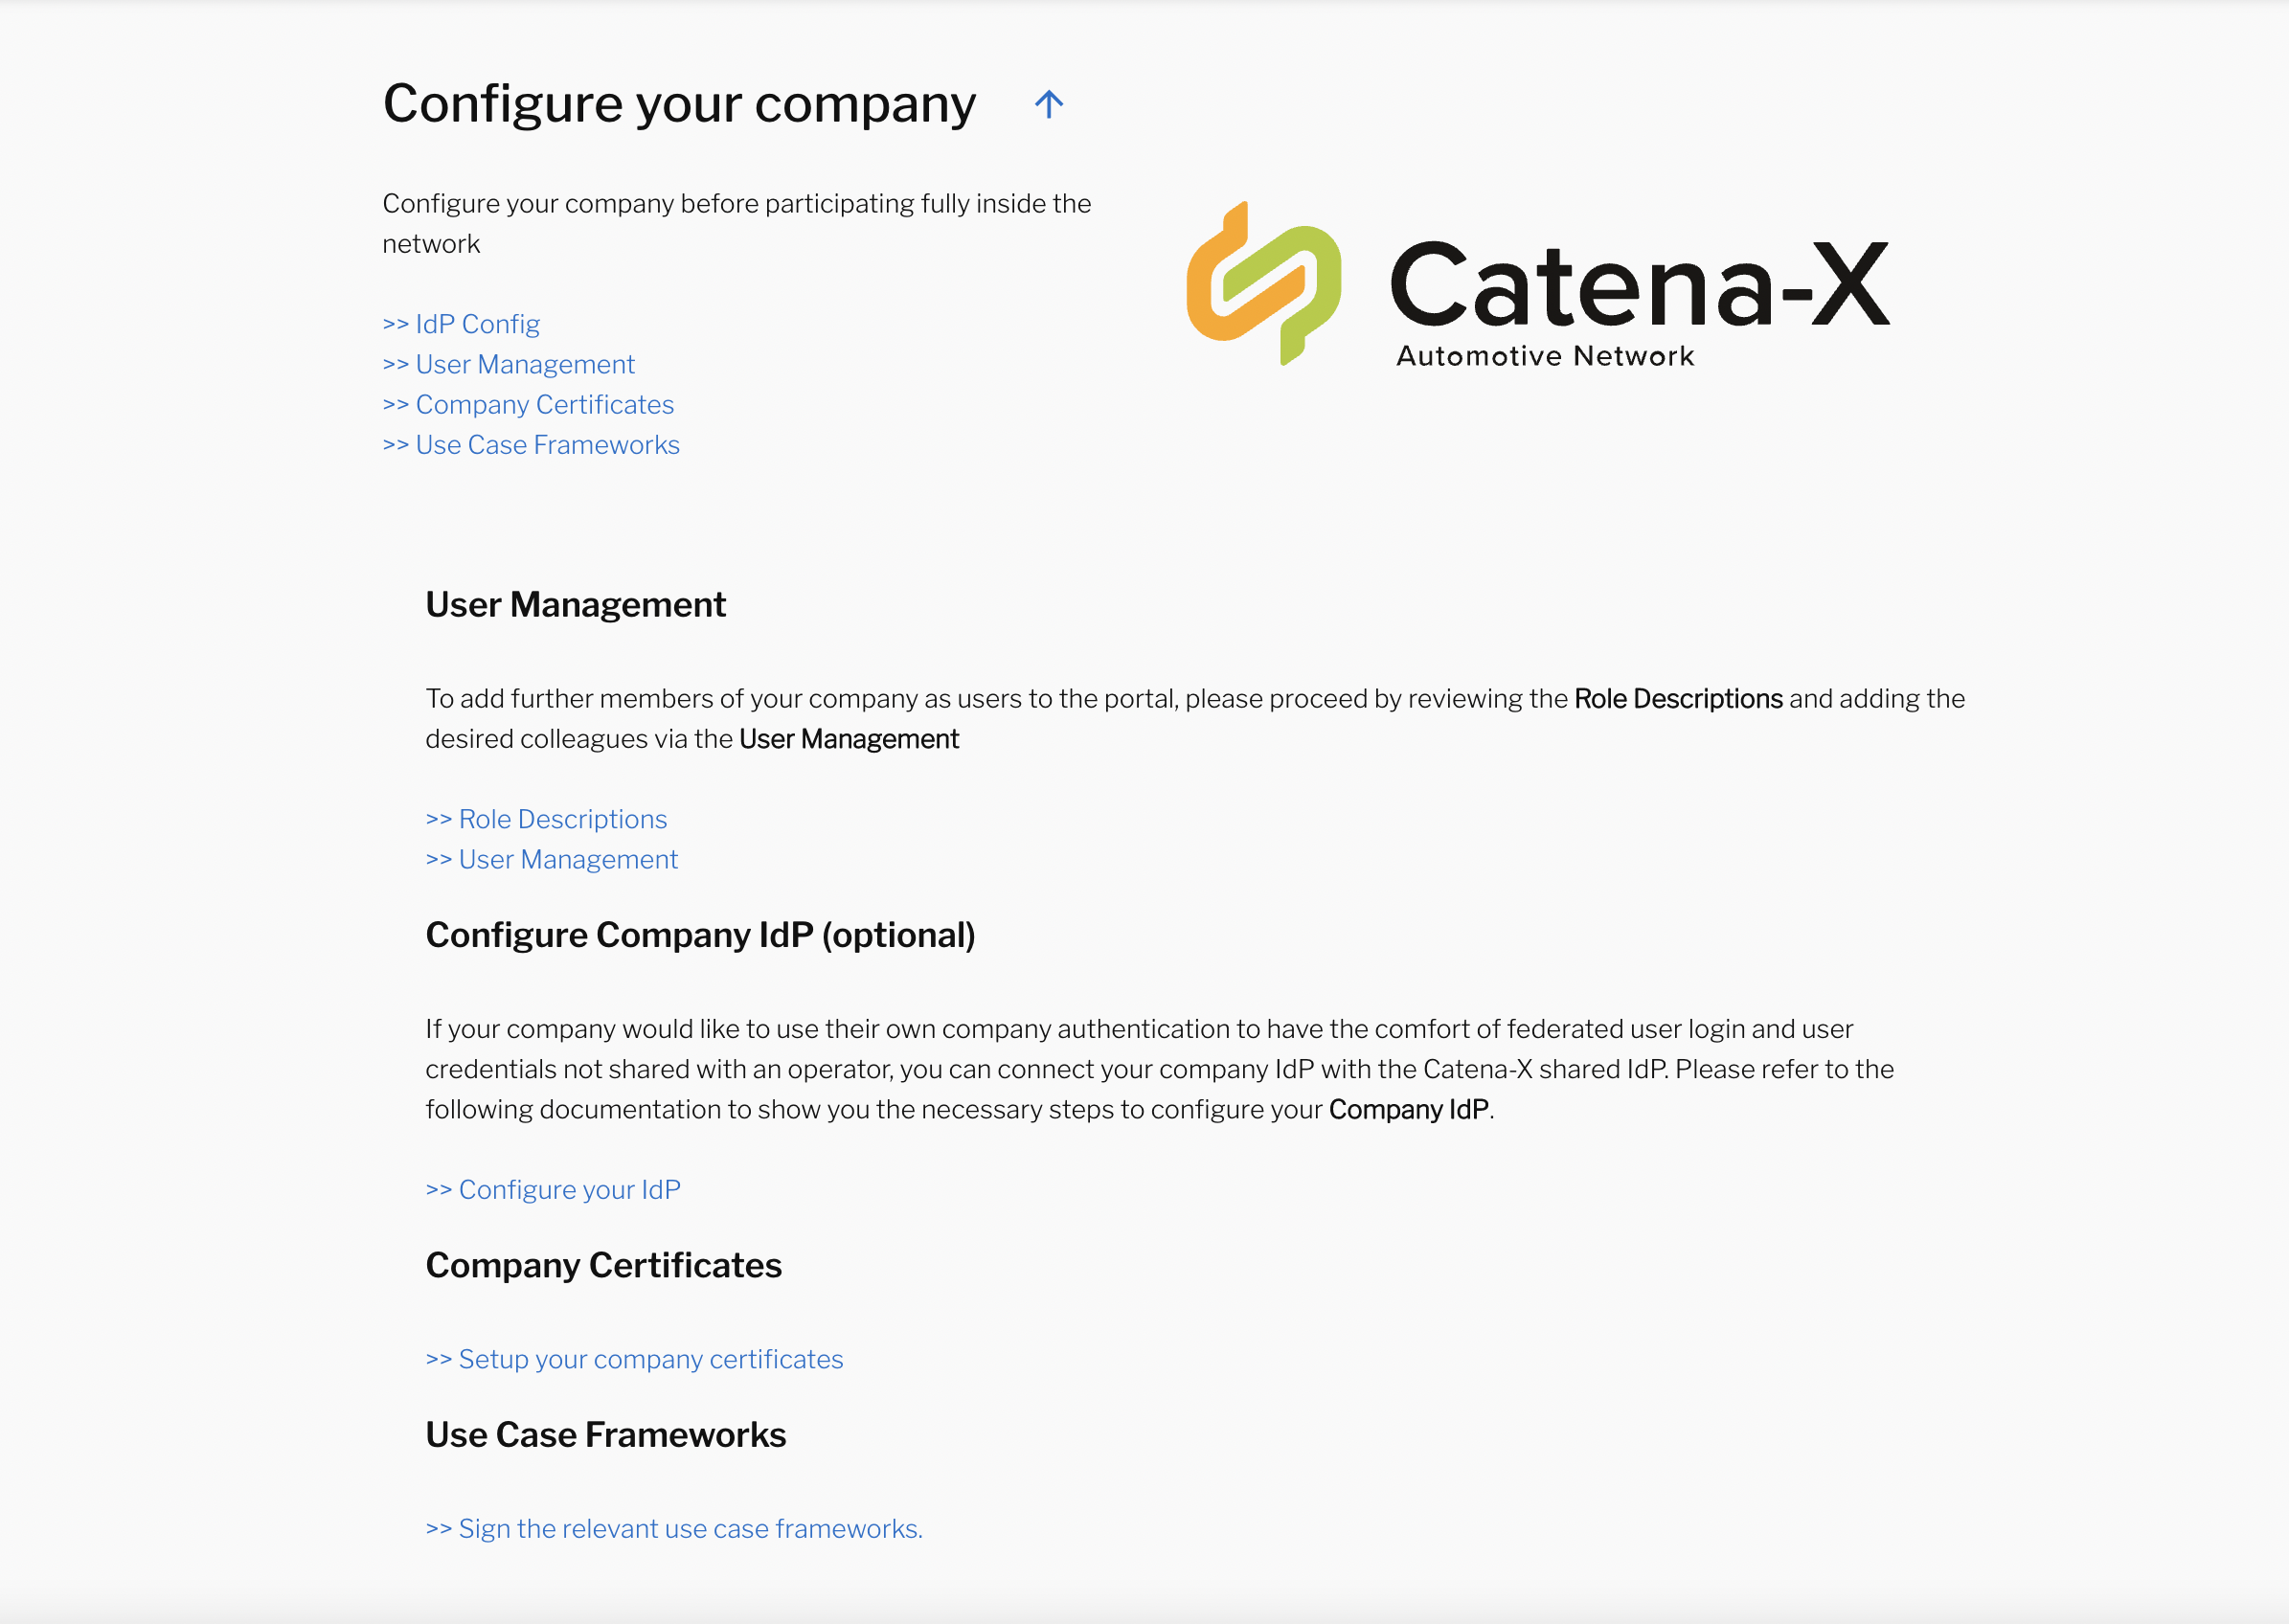 Configure your company
Configure your company before participating fully inside the
network
>> IdP Config
>> User Management
>> Company Certificates
>> Use Case Frameworks
Catena-X
Automotive Network
User Management
To add further members of your company as users to the portal, please proceed by reviewing the Role Descriptions and adding the
desired colleagues via the User Management
>> Role Descriptions
>> User Management
Configure Company IdP (optional)
If your company would like to use their own company authentication to have the comfort of federated user login and user
credentials not shared with an operator, you can connect your company IdP with the Catena-X shared IdP. Please refer to the
following documentation to show you the necessary steps to configure your Company IdP.
>> Configure your IdP
Company Certificates
>> Setup your company certificates
Use Case Frameworks
>> Sign the relevant use case frameworks.